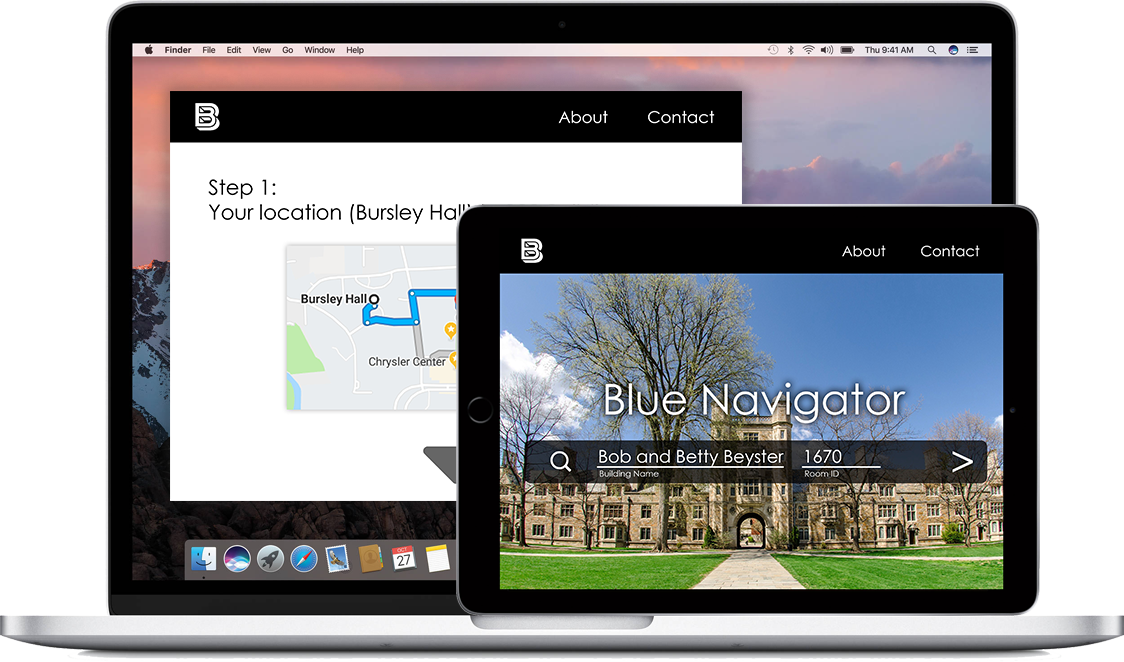 Finder File Edit View Go Window Help
Thu 9:41 AM
B
About Contact
Step 1:
Your location (Bursley Hall)
Bursley Hall
Chrysler Center
B
About Contact
Blue Navigator
Bob and Betty Beyster 1670
Building Name Room ID
>
OCT
27